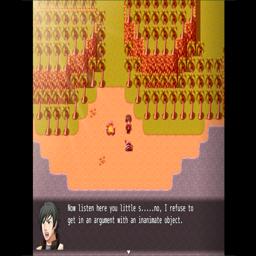 Now listen here you little s.....no, I refuse to
get in an argument with an inanimate object.